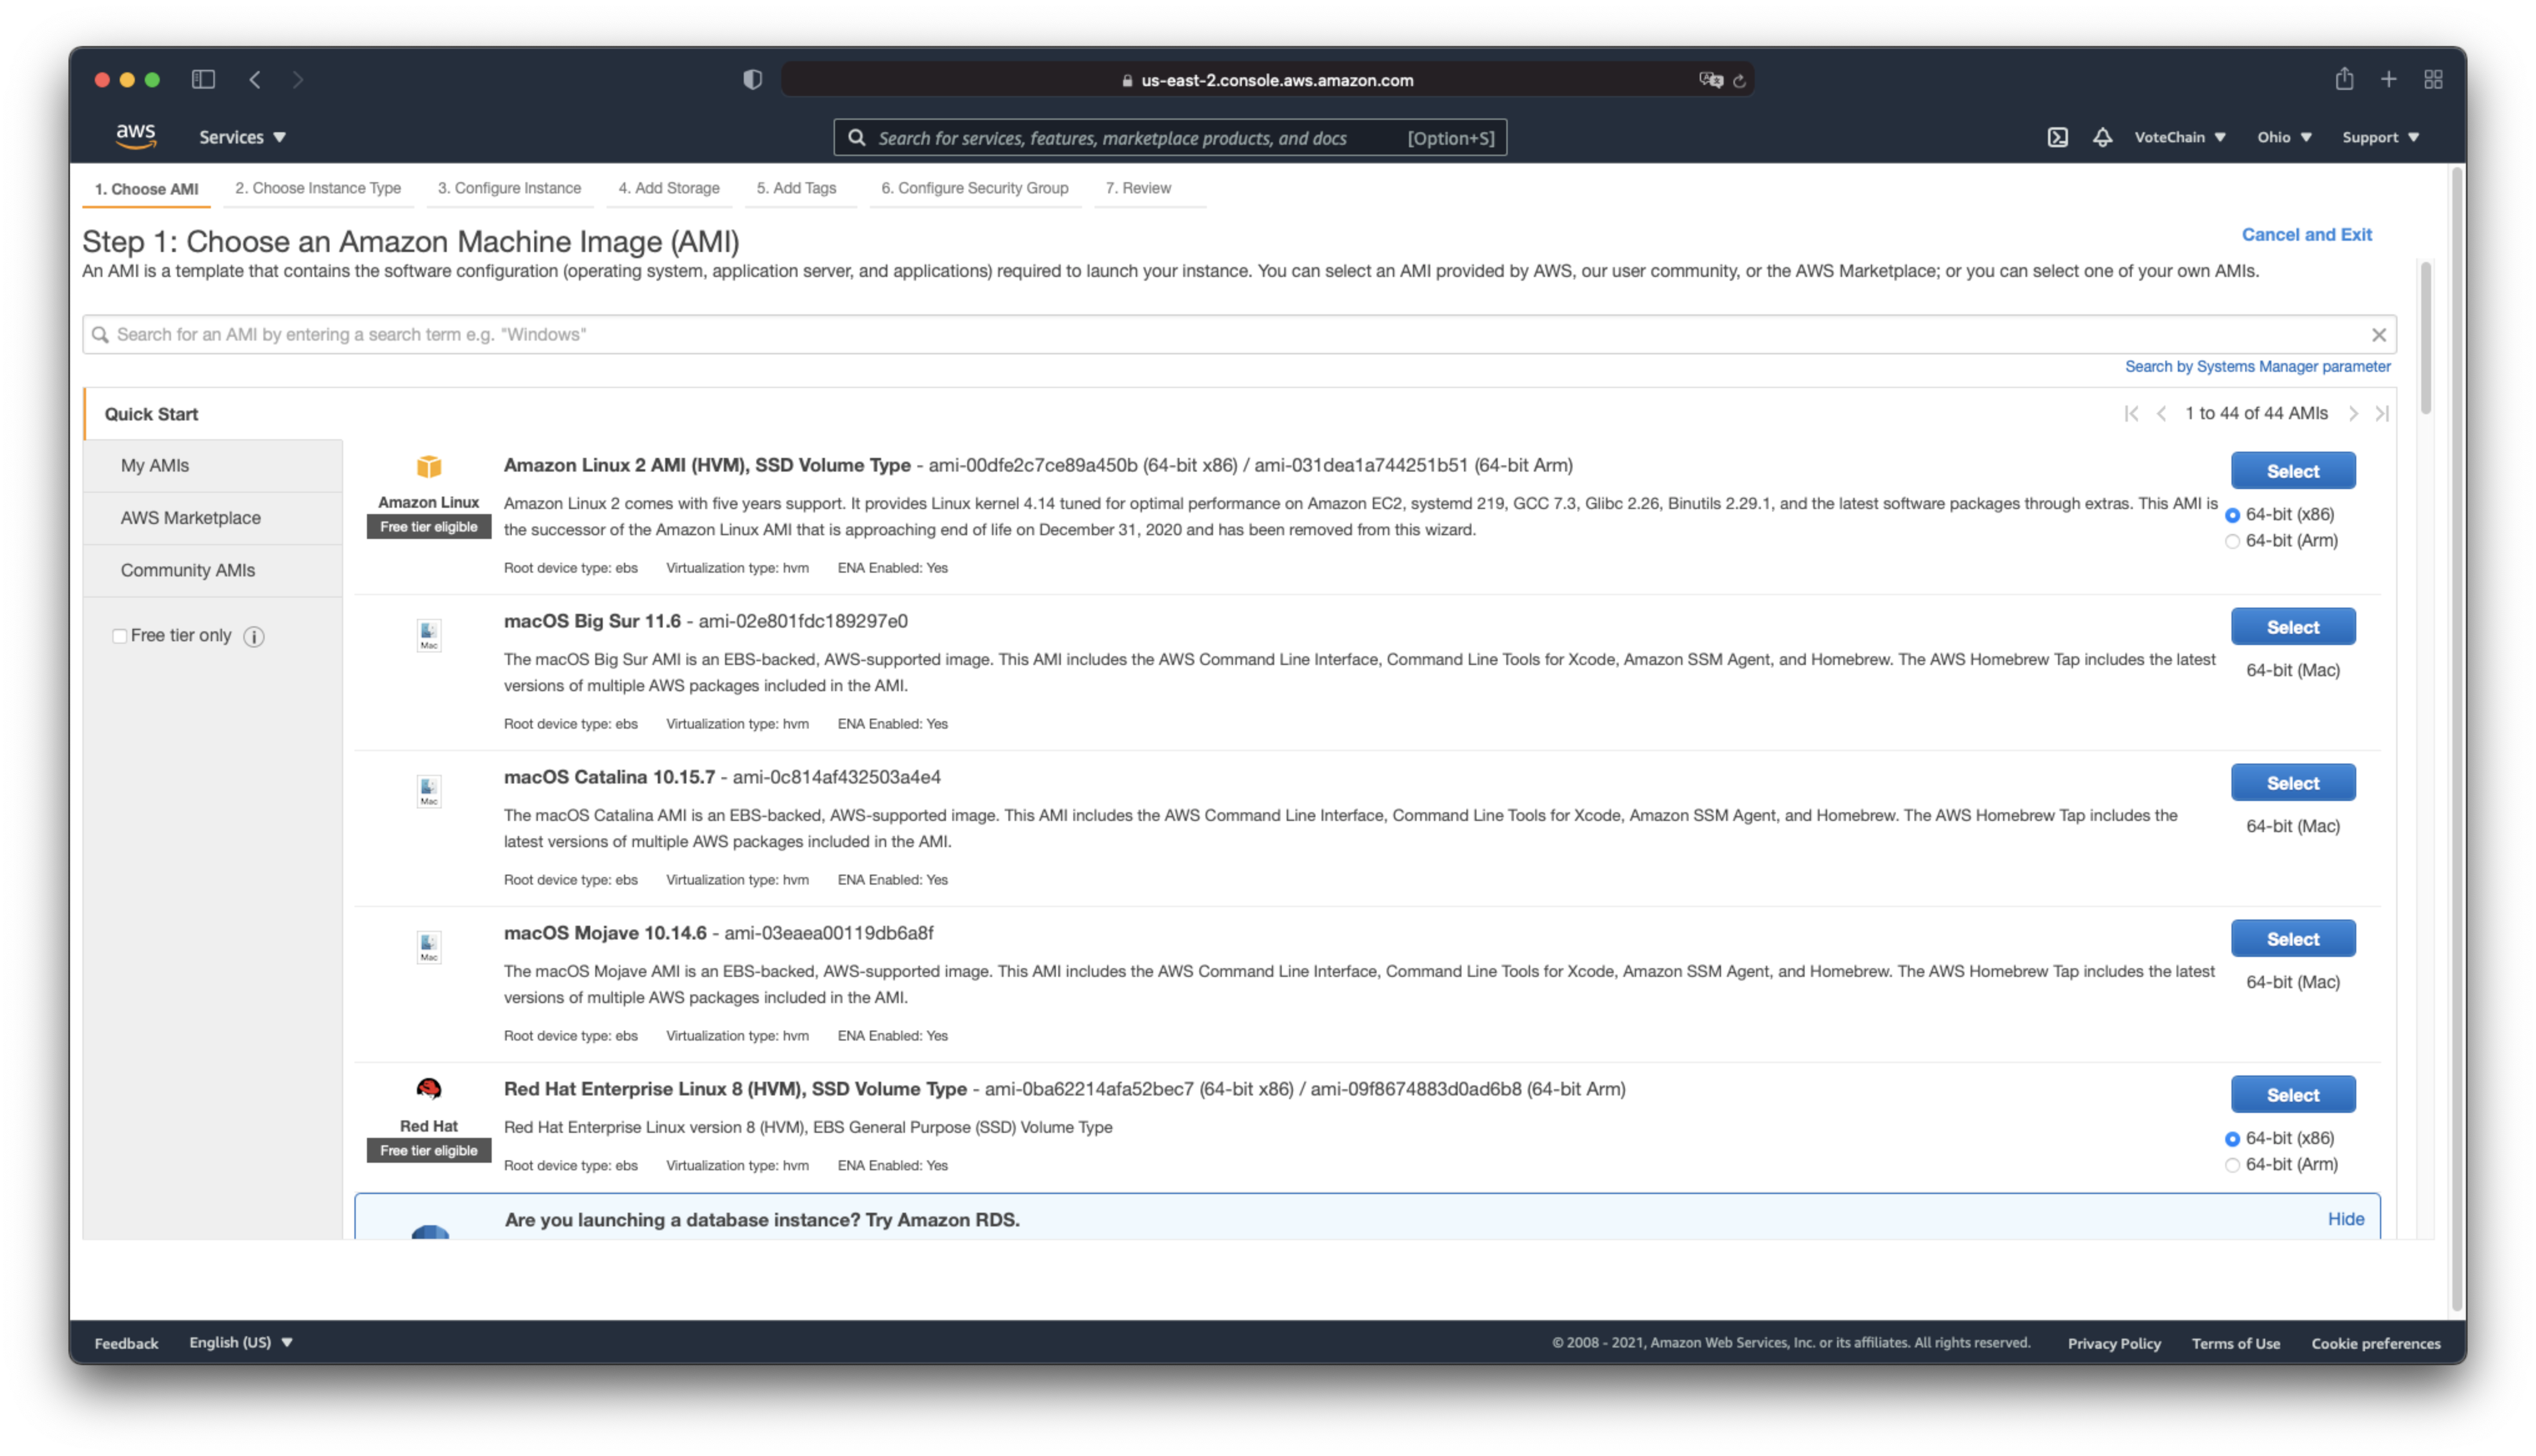 us-east-2.console.aws.amazon.com
aws Services Search for services, features, marketplace products, and docs [Option+S] VoteChain Ohio Support
1. Choose AMI 2. Choose Instance Type 3. Configure Instance 4. Add Storage 5. Add Tags 6. Configure Security Group 7. Review
Step 1: Choose an Amazon Machine Image (AMI) Cancel and Exit
An AMI is a template that contains the software configuration (operating system, application server, and applications) required to launch your instance. You can select an AMI provided by AWS, our user community, or the AWS Marketplace; or you can select one of your own AMIs.
Search for an AMI by entering a search term e.g. "Windows"
Search by Systems Manager parameter
Quick Start
My AMIs
AWS Marketplace
Community AMIs
Free tier only
1 to 44 of 44 AMIs
Amazon Linux
Free tier eligible
Amazon Linux 2 AMI (HVM), SSD Volume Type - ami-00dfe2c7ce89a450b (64-bit x86) / ami-031dea1a744251b51 (64-bit Arm)
Amazon Linux 2 comes with five years support. It provides Linux kernel 4.14 tuned for optimal performance on Amazon EC2, systemd 219, GCC 7.3, Glibc 2.26, Binutils 2.29.1, and the latest software packages through extras. This AMI is
the successor of the Amazon Linux AMI that is approaching end of life on December 31, 2020 and has been removed from this wizard.
Root device type: ebs Virtualization type: hvm ENA Enabled: Yes
Select
64-bit (x86)
64-bit (Arm)
Mac
macOS Big Sur 11.6 - ami-02e801fdc189297e0
The macOS Big Sur AMI is an EBS-backed, AWS-supported image. This AMI includes the AWS Command Line Interface, Command Line Tools for Xcode, Amazon SSM Agent, and Homebrew. The AWS Homebrew Tap includes the latest
versions of multiple AWS packages included in the AMI.
Root device type: ebs Virtualization type: hvm ENA Enabled: Yes
Select
64-bit (Mac)
Mac
macOS Catalina 10.15.7 - ami-0c814af432503a4e4
The macOS Catalina AMI is an EBS-backed, AWS-supported image. This AMI includes the AWS Command Line Interface, Command Line Tools for Xcode, Amazon SSM Agent, and Homebrew. The AWS Homebrew Tap includes the
latest versions of multiple AWS packages included in the AMI.
Root device type: ebs Virtualization type: hvm ENA Enabled: Yes
Select
64-bit (Mac)
Mac
macOS Mojave 10.14.6 - ami-03eaea00119db6a8f
The macOS Mojave AMI is an EBS-backed, AWS-supported image. This AMI includes the AWS Command Line Interface, Command Line Tools for Xcode, Amazon SSM Agent, and Homebrew. The AWS Homebrew Tap includes the latest
versions of multiple AWS packages included in the AMI.
Root device type: ebs Virtualization type: hvm ENA Enabled: Yes
Select
64-bit (Mac)
Red Hat
Free tier eligible
Red Hat Enterprise Linux 8 (HVM), SSD Volume Type - ami-0ba62214afa52bec7 (64-bit x86) / ami-09f8674883d0ad6b8 (64-bit Arm)
Red Hat Enterprise Linux version 8 (HVM), EBS General Purpose (SSD) Volume Type
Root device type: ebs Virtualization type: hvm ENA Enabled: Yes
Select
64-bit (x86)
64-bit (Arm)
Are you launching a database instance? Try Amazon RDS. Hide
Feedback English (US) © 2008 - 2021, Amazon Web Services, Inc. or its affiliates. All rights reserved. Privacy Policy Terms of Use Cookie preferences